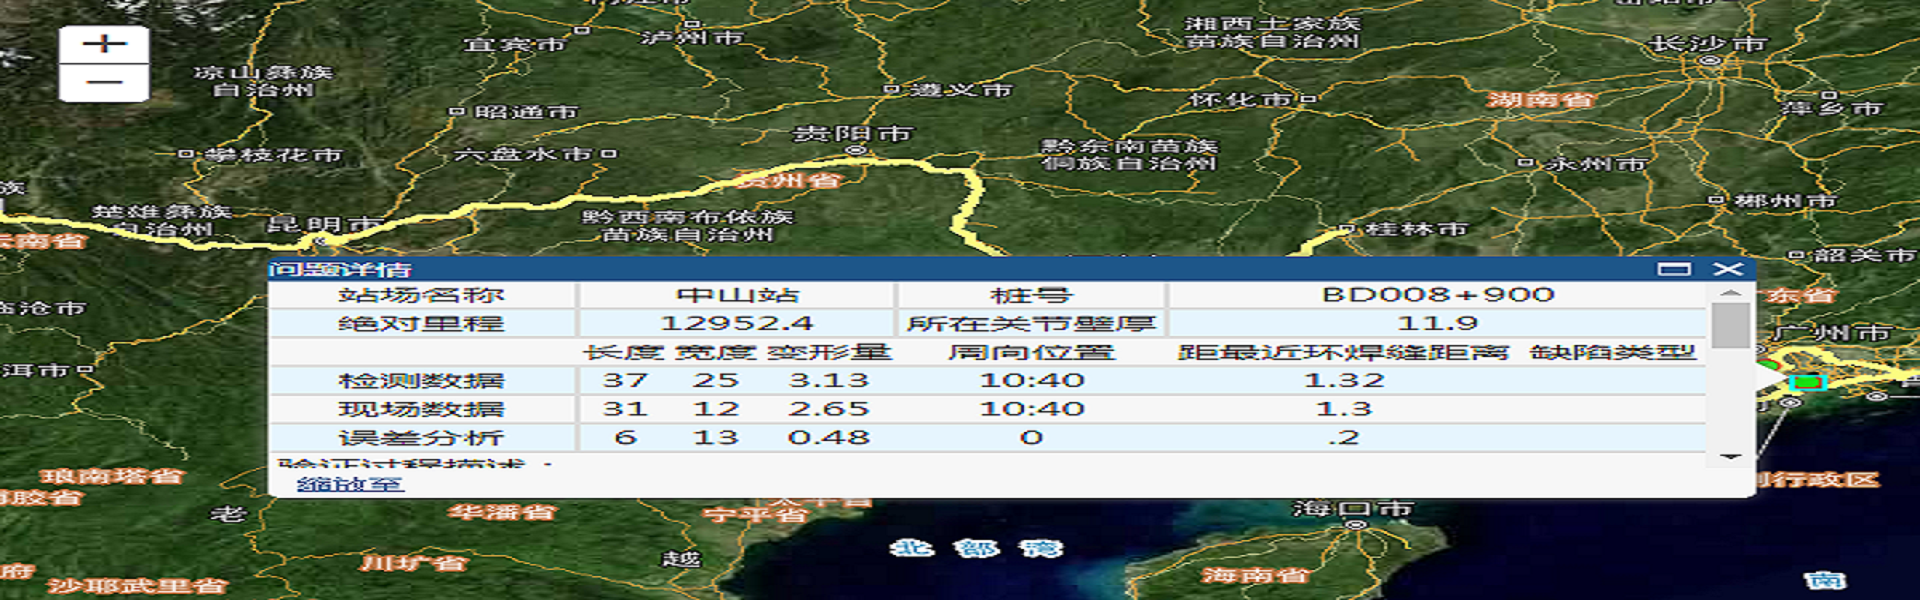 宜宾市
泸州市
湘西土家族
苗族自治州
长沙市
凉山彝族
自治州
昭通市
遵义市
怀化市
湖南省
萍乡市
贵阳市
攀枝花市
六盘水市
黔东南苗族
侗族自治州
永州市
贵州省
楚雄彝族
自治州
昆明市
黔西南布依族
苗族自治州
桂林市
郴州市
云南省
韶关市
问题详情
站场名称 中山站 桩号 BD008+900
绝对里程 12952.4 所在关节壁厚 11.9
长度 宽度 变形量 周向位置 距最近环焊缝距离 缺陷类型
检测数据 37 25 3.13 10:40 1.32
现场数据 31 12 2.65 10:40 1.3
误差分析 6 13 0.48 0 .2
验证过程描述：
缩放至
东省
广州市
沧市
洱市
琅南塔省
老
华潘省
宁平省
海口市
行政区
川圹省
越
北部湾
沙耶武里省
海南省
南